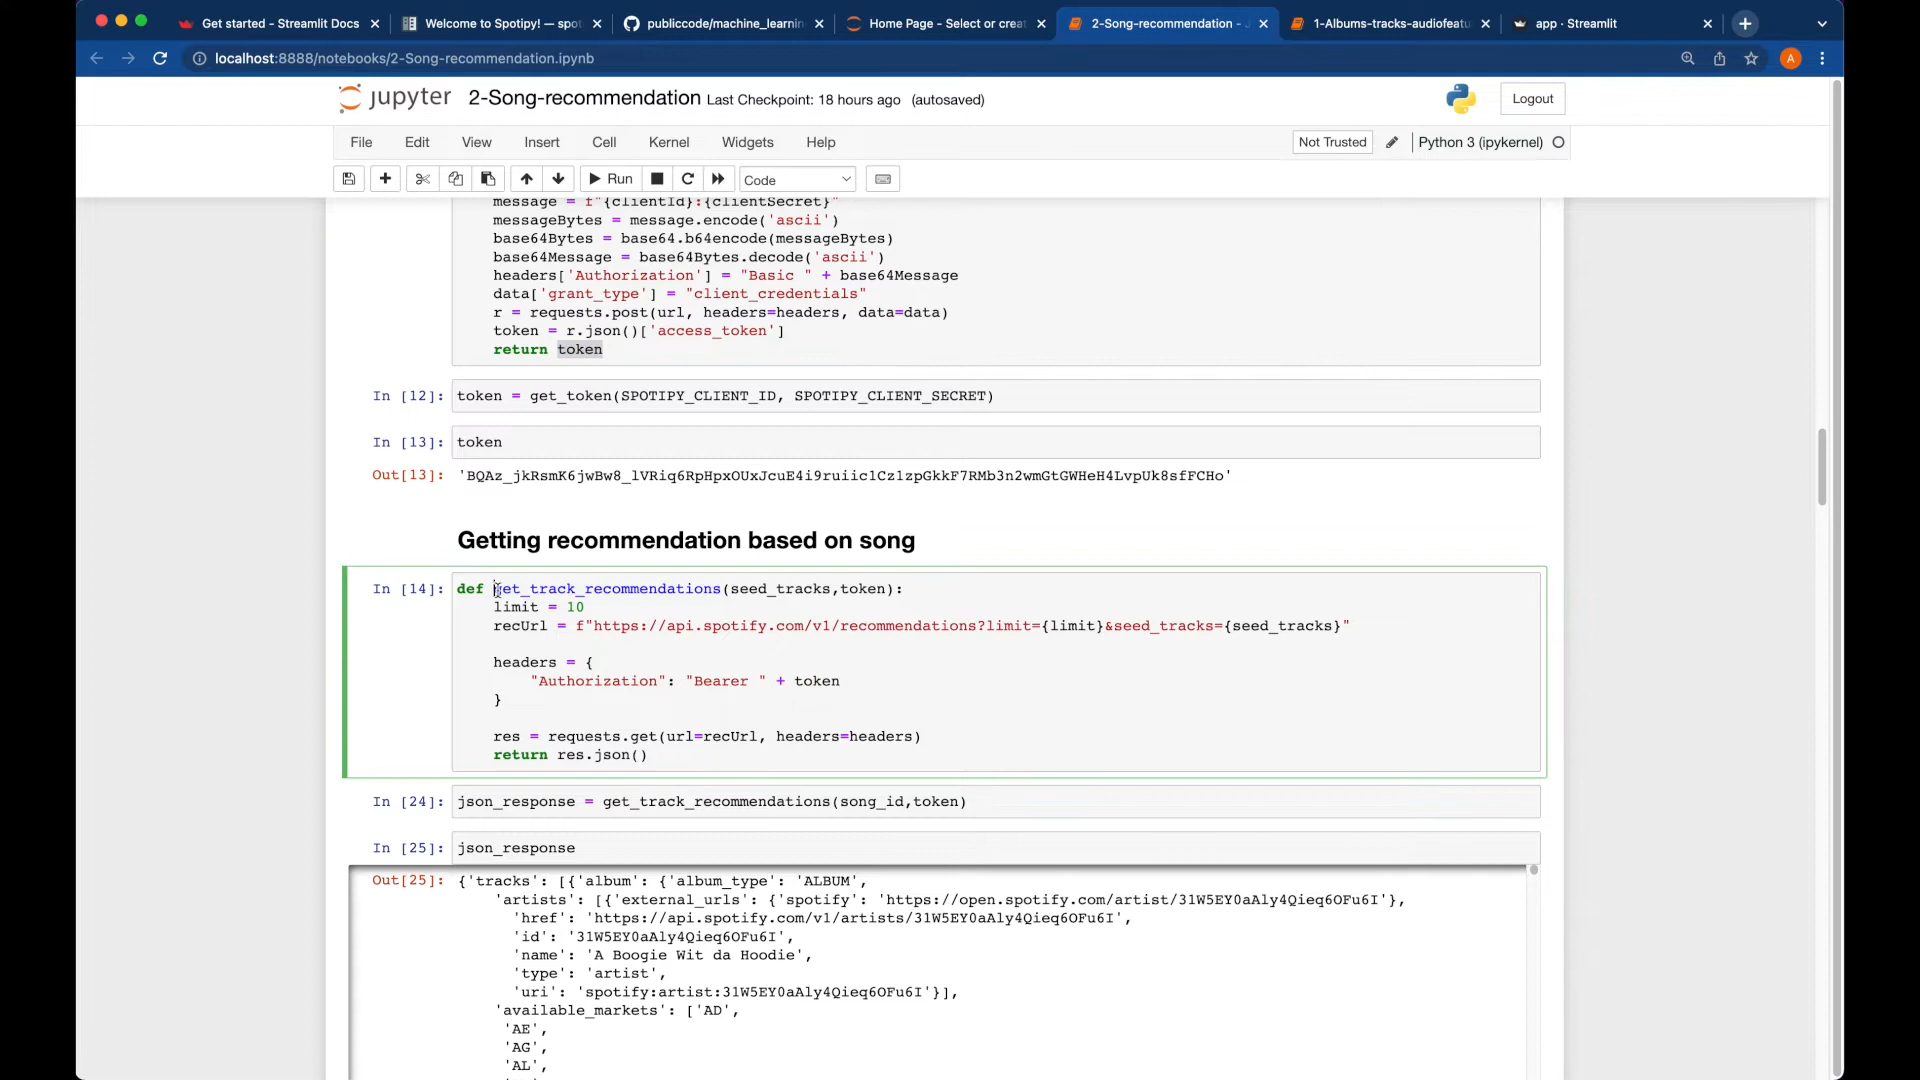 Get started – Streamlit Docs
Welcome to Spotipy! — spot
publiccode/machine_learnin
Home Page - Select or creat
2-Song-recommendation -
1-Albums-tracks-audiofeatu
app · Streamlit
localhost:8888/notebooks/2-Song-recommendation.ipynb
A
jupyter 2-Song-recommendation Last Checkpoint: 18 hours ago (autosaved)
Logout
File Edit View Insert Cell Kernel Widgets Help
Not Trusted
Python 3 (ipykernel)
Run
Code
message = f"{clientId}:{clientSecret}"
messageBytes = message.encode('ascii')
base64Bytes = base64.b64encode(messageBytes)
base64Message = base64Bytes.decode('ascii')
headers['Authorization'] = "Basic " + base64Message
data['grant_type'] = "client_credentials"
r = requests.post(url, headers=headers, data=data)
token = r.json()['access_token']
return token
In [12]: token = get_token(SPOTIPY_CLIENT_ID, SPOTIPY_CLIENT_SECRET)
In [13]: token
Out[13]: 'BQAz_jkRsmK6jwBw8_lVRiq6RpHpxOUxJcuE4i9ruiic1Cz1zpGkkF7RMb3n2wmGtGWHeH4LvpUk8sfFCHo'
Getting recommendation based on song
In [14]: def get_track_recommendations(seed_tracks,token):
limit = 10
recUrl = f"https://api.spotify.com/v1/recommendations?limit={limit}&seed_tracks={seed_tracks}"
headers = {
"Authorization": "Bearer " + token
}
res = requests.get(url=recUrl, headers=headers)
return res.json()
In [24]: json_response = get_track_recommendations(song_id,token)
In [25]: json_response
Out[25]: {'tracks': [{'album': {'album_type': 'ALBUM',
'artists': [{'external_urls': {'spotify': 'https://open.spotify.com/artist/31W5EY0aAly4Qieq6OFu6I'},
'href': 'https://api.spotify.com/v1/artists/31W5EY0aAly4Qieq6OFu6I',
'id': '31W5EY0aAly4Qieq6OFu6I',
'name': 'A Boogie Wit da Hoodie',
'type': 'artist',
'uri': 'spotify:artist:31W5EY0aAly4Qieq6OFu6I'}],
'available_markets': ['AD',
'AE',
'AG',
'AL',